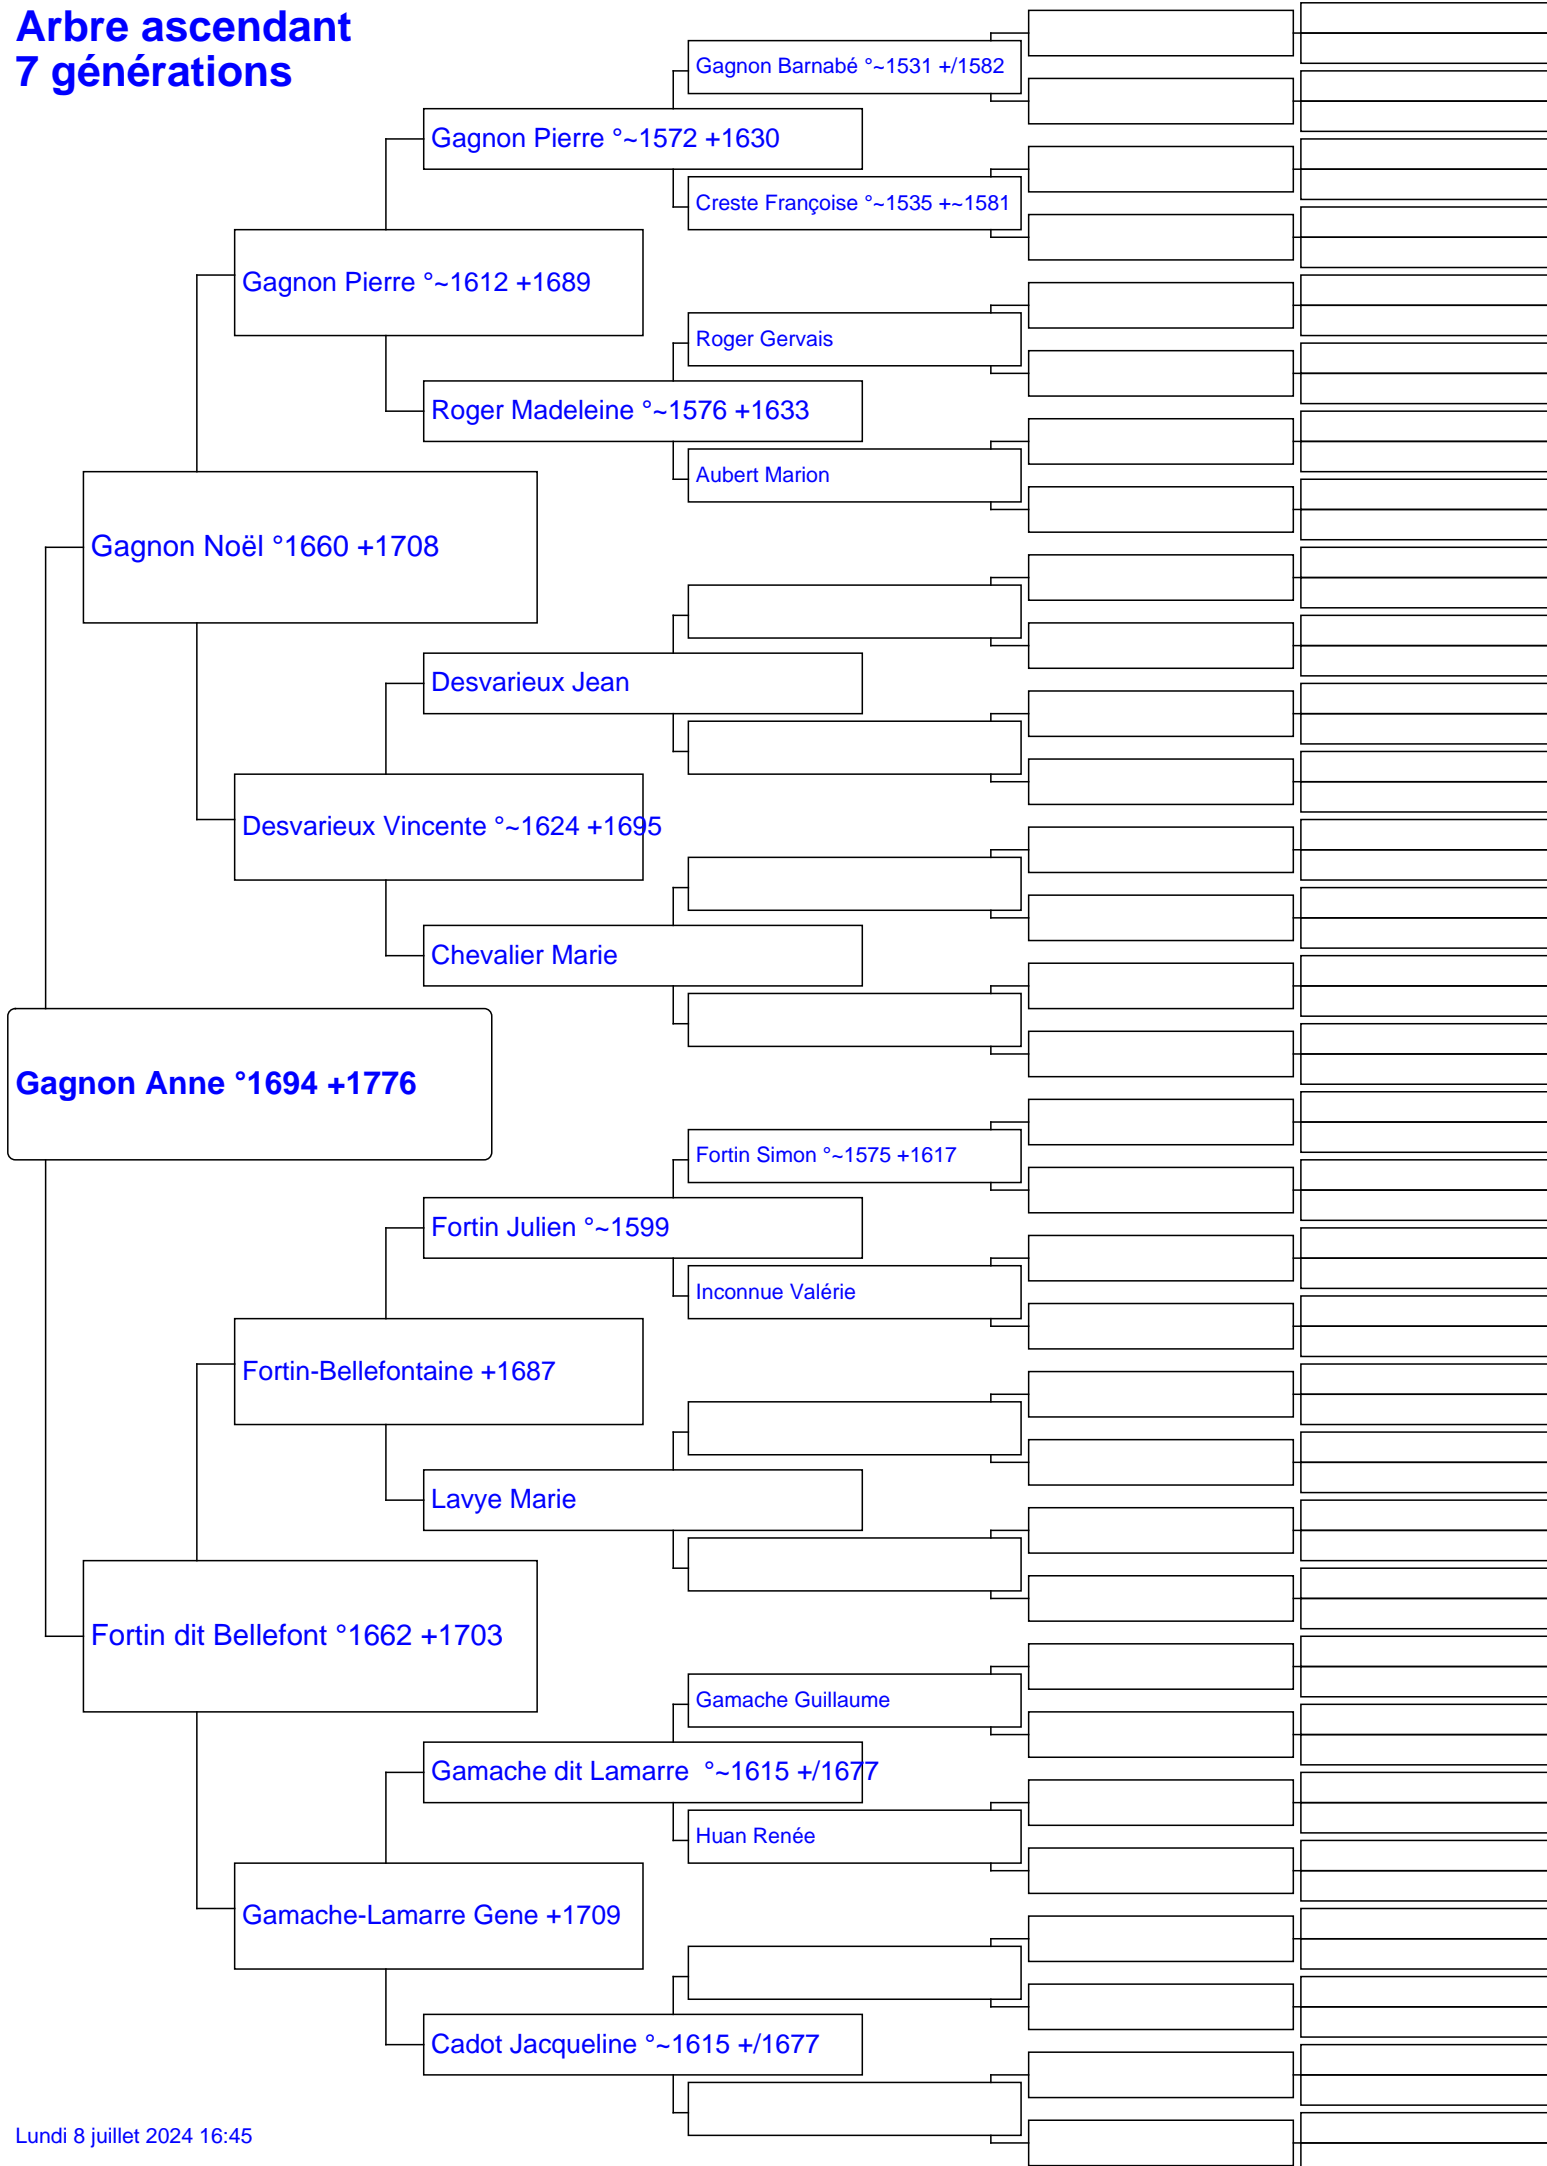 Arbre ascendant
7 générations
Gagnon Barnabé °~1531 +/1582
Gagnon Pierre °~1572 +1630
Creste Françoise °~1535 +~1581
Gagnon Pierre °~1612 +1689
Roger Gervais
Roger Madeleine °~1576 +1633
Aubert Marion
Gagnon Noël °1660 +1708
Desvarieux Jean
Desvarieux Vincente °~1624 +1695
Chevalier Marie
Gagnon Anne °1694 +1776
Fortin Simon °~1575 +1617
Fortin Julien °~1599
Inconnue Valérie
Fortin-Bellefontaine +1687
Lavye Marie
Fortin dit Bellefont °1662 +1703
Gamache Guillaume
Gamache dit Lamarre  °~1615 +/1677
Huan Renée
Gamache-Lamarre Gene +1709
Cadot Jacqueline °~1615 +/1677
Lundi 8 juillet 2024 16:45